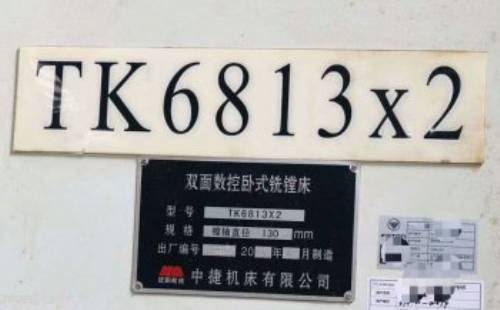 TK6813x2
双面数控卧式铣镗床
型号 TK6813X2
规格 镗轴直径 130 mm
出厂编号 20 年 月制造
中捷机床有限公司